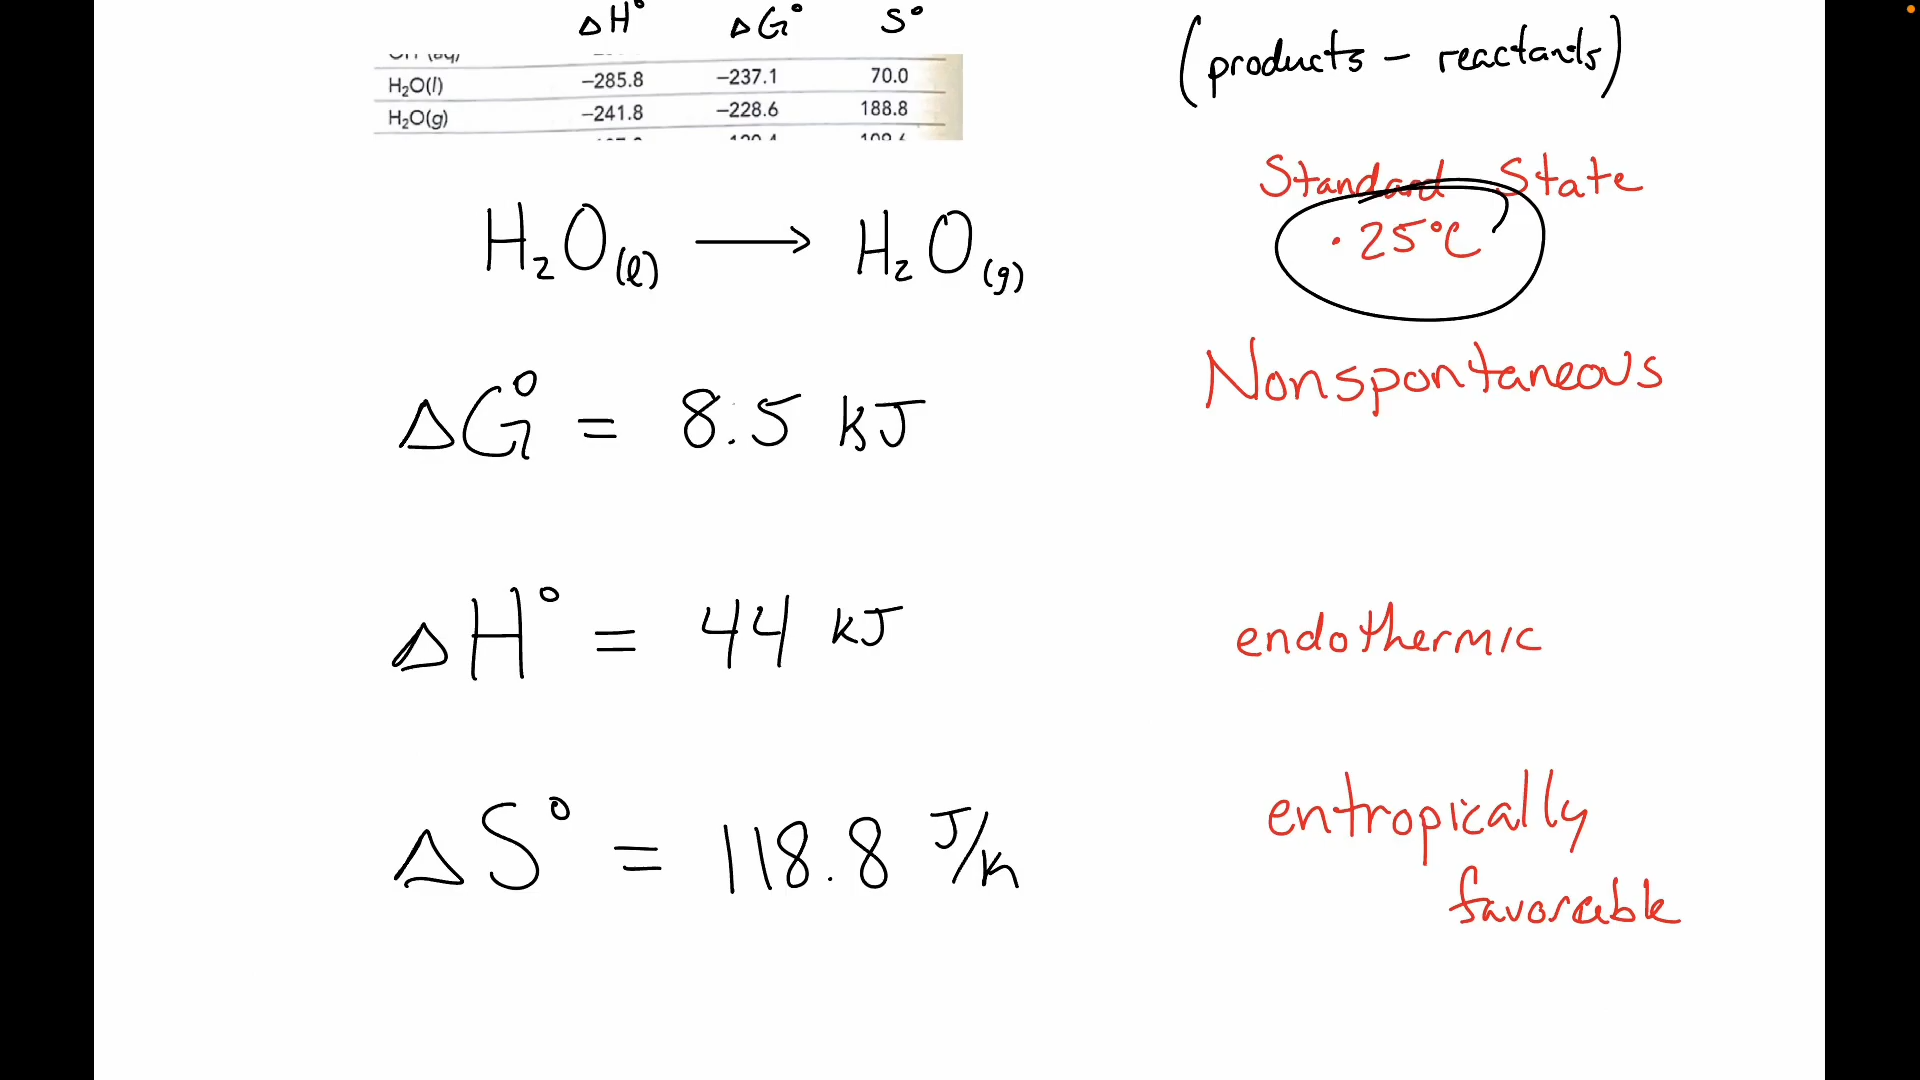 ΔH° ΔG° S°
H₂O(l) −285.8 −237.1 70.0
H₂O(g) −241.8 −228.6 188.8
(products − reactants)
Standard State
· 25°C
H₂O(l) ⟶ H₂O(g)
Nonspontaneous
ΔG° = 8.5 kJ
ΔH° = 44 kJ
endothermic
ΔS° = 118.8 J/K
entropically
favorable